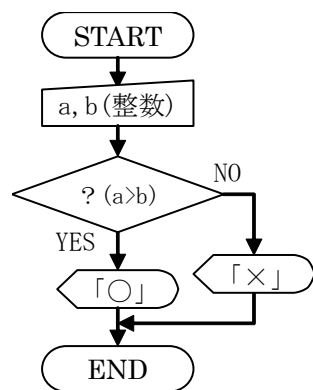 START
a,b(整数)
?(a>b)
NO
YES
「○」
「×」
END